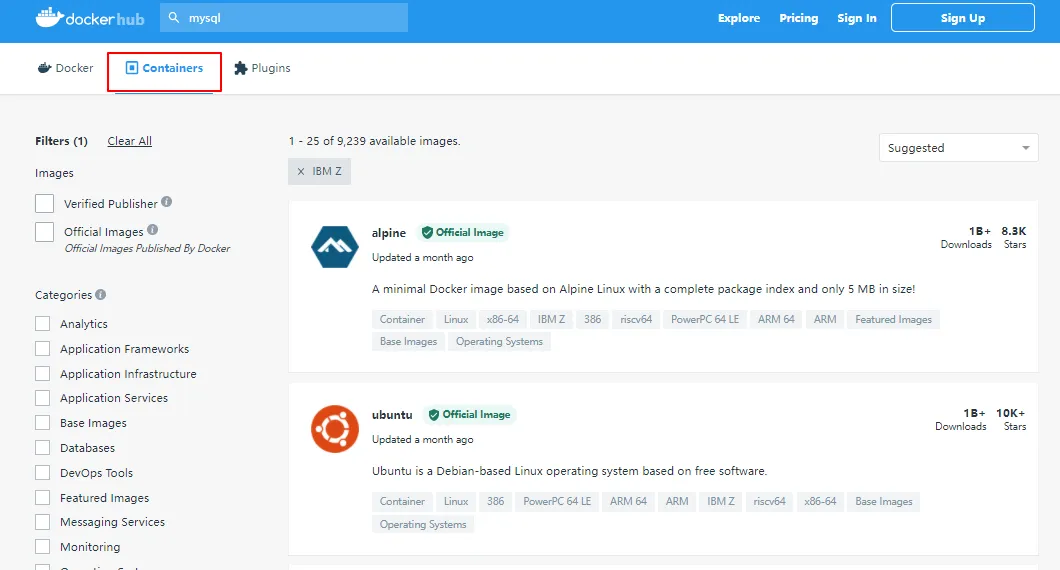 dockerhub mysql Explore Pricing Sign In Sign Up
Docker Containers Plugins
Filters (1) Clear All
Images
Verified Publisher
Official Images
Official Images Published By Docker
Categories
Analytics
Application Frameworks
Application Infrastructure
Application Services
Base Images
Databases
DevOps Tools
Featured Images
Messaging Services
Monitoring
1 - 25 of 9,239 available images.
Suggested
× IBM Z
alpine Official Image
Updated a month ago
1B+ 8.3K
Downloads Stars
A minimal Docker image based on Alpine Linux with a complete package index and only 5 MB in size!
Container Linux x86-64 IBM Z 386 riscv64 PowerPC 64 LE ARM 64 ARM Featured Images
Base Images Operating Systems
ubuntu Official Image
Updated a month ago
1B+ 10K+
Downloads Stars
Ubuntu is a Debian-based Linux operating system based on free software.
Container Linux 386 PowerPC 64 LE ARM 64 ARM IBM Z riscv64 x86-64 Base Images
Operating Systems